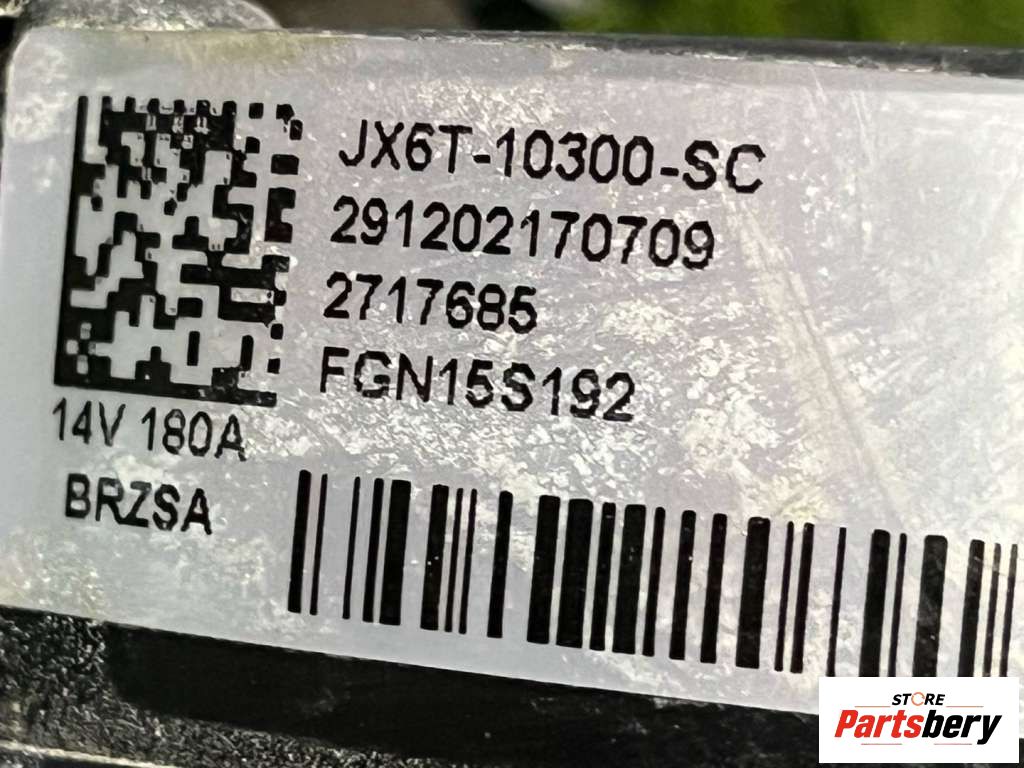 JX6T-10300-SC
291202170709
2717685
FGN15S192
14V 180A
BRZSA
STORE
Partsbery